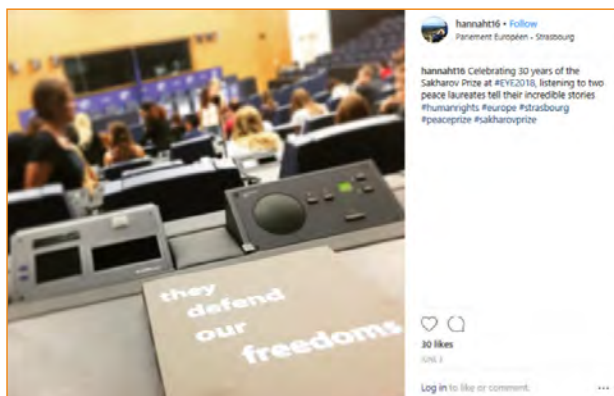 they
defend
our
freedoms
hannaht16 • Follow
Parlement Européen - Strasbourg
hannaht16 Celebrating 30 years of the
Sakharov Prize at #EYE2018, listening to two
peace laureates tell their incredible stories
#humanrights #europe #strasbourg
#peaceprize #sakharovprize
30 likes
JUNE 3
Log in to like or comment.